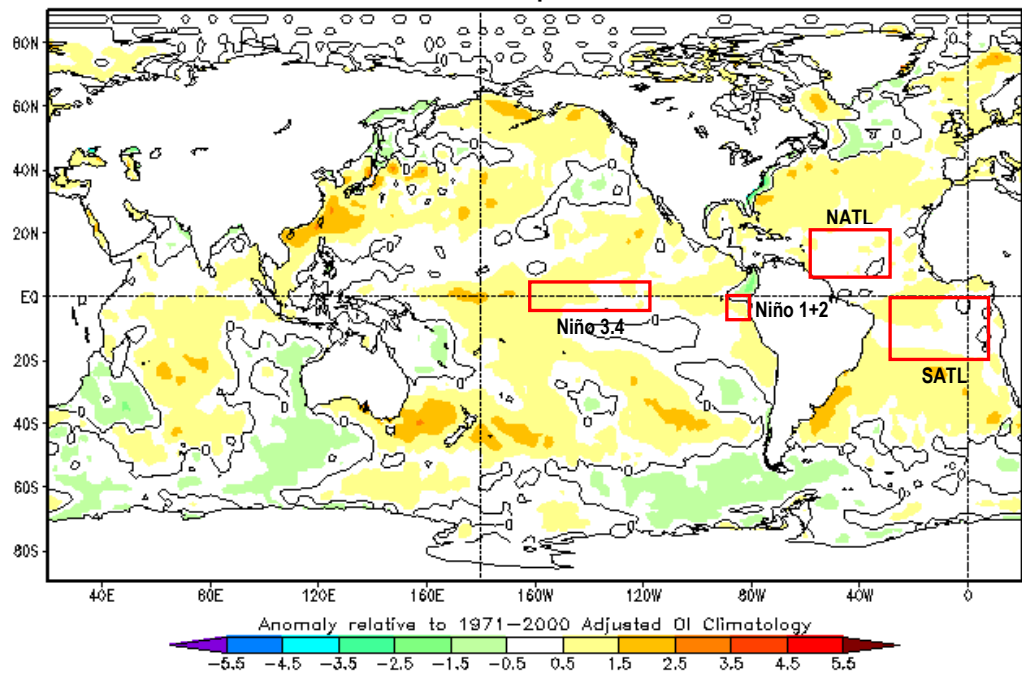 80N
60N
40N
20N
EQ
20S
40S
60S
80S
NATL
Niño 3.4
Niño 1+2
SATL
0
40E 80E 120E 160E 160W 120W 80W 40W 0
Anomaly relative to 1971-2000 Adjusted OI Climatology
-5.5 -4.5 -3.5 -2.5 -1.5 -0.5 0.5 1.5 2.5 3.5 4.5 5.5